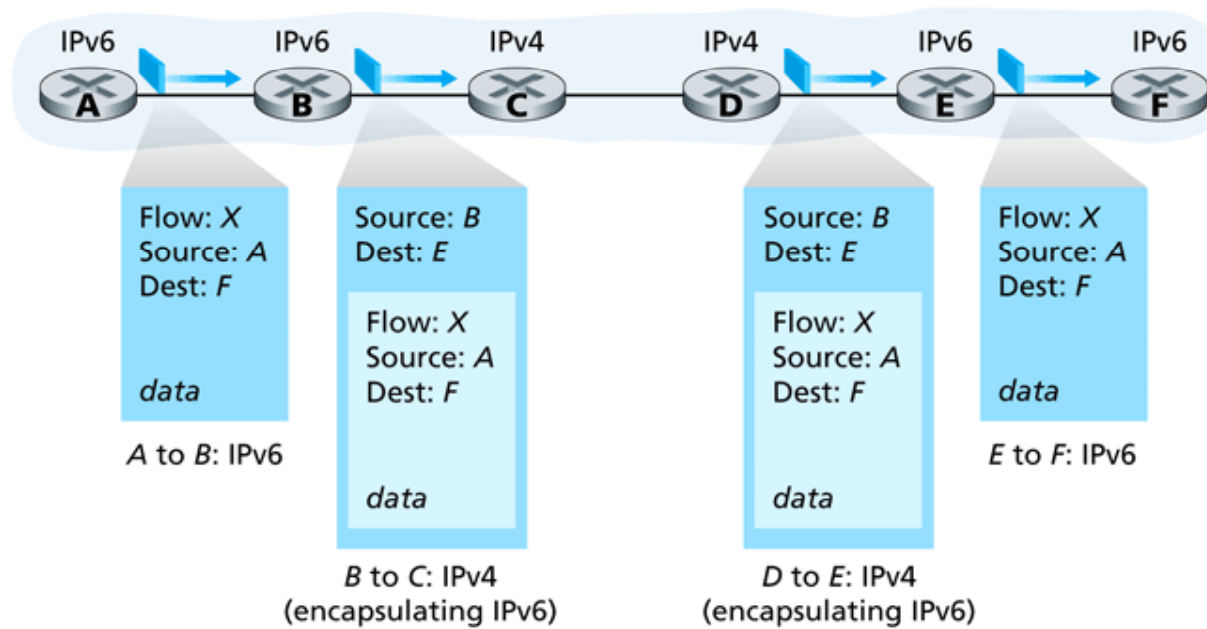 IPv6
IPv6
IPv4
IPv4
IPv6
IPv6
A
B
C
D
E
F
Flow: X
Source: A
Dest: F
data
A to B: IPv6
Source: B
Dest: E
Flow: X
Source: A
Dest: F
data
B to C: IPv4
(encapsulating IPv6)
Source: B
Dest: E
Flow: X
Source: A
Dest: F
data
D to E: IPv4
(encapsulating IPv6)
Flow: X
Source: A
Dest: F
data
E to F: IPv6